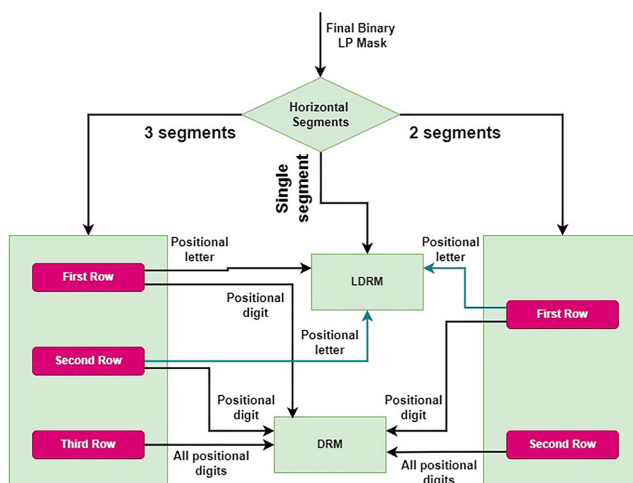 Final Binary
LP Mask
Horizontal
Segments
3 segments
2 segments
Single
segment
Positional
letter
Positional
letter
First Row
LDRM
Positional
digit
First Row
Positional
letter
Second Row
Positional
digit
Positional
digit
Third Row
DRM
Second Row
All positional
digits
All positional
digits